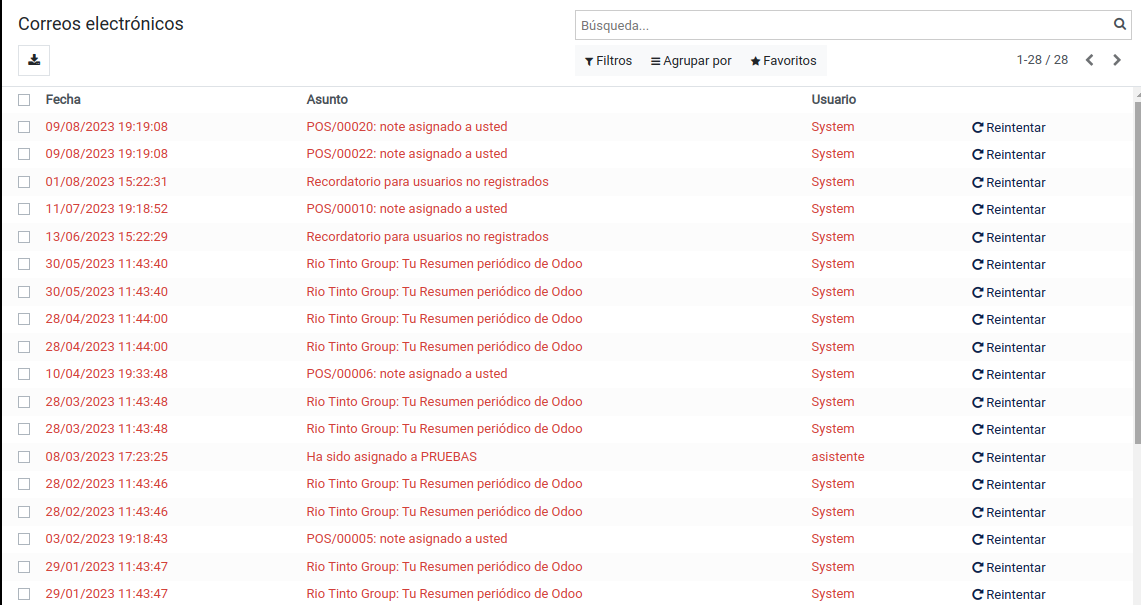 Correos electrónicos
Búsqueda...
Filtros Agrupar por Favoritos 1-28 / 28
Fecha Asunto Usuario
09/08/2023 19:19:08 POS/00020: note asignado a usted System Reintentar
09/08/2023 19:19:08 POS/00022: note asignado a usted System Reintentar
01/08/2023 15:22:31 Recordatorio para usuarios no registrados System Reintentar
11/07/2023 19:18:52 POS/00010: note asignado a usted System Reintentar
13/06/2023 15:22:29 Recordatorio para usuarios no registrados System Reintentar
30/05/2023 11:43:40 Rio Tinto Group: Tu Resumen periódico de Odoo System Reintentar
30/05/2023 11:43:40 Rio Tinto Group: Tu Resumen periódico de Odoo System Reintentar
28/04/2023 11:44:00 Rio Tinto Group: Tu Resumen periódico de Odoo System Reintentar
28/04/2023 11:44:00 Rio Tinto Group: Tu Resumen periódico de Odoo System Reintentar
10/04/2023 19:33:48 POS/00006: note asignado a usted System Reintentar
28/03/2023 11:43:48 Rio Tinto Group: Tu Resumen periódico de Odoo System Reintentar
28/03/2023 11:43:48 Rio Tinto Group: Tu Resumen periódico de Odoo System Reintentar
08/03/2023 17:23:25 Ha sido asignado a PRUEBAS asistente Reintentar
28/02/2023 11:43:46 Rio Tinto Group: Tu Resumen periódico de Odoo System Reintentar
28/02/2023 11:43:46 Rio Tinto Group: Tu Resumen periódico de Odoo System Reintentar
03/02/2023 19:18:43 POS/00005: note asignado a usted System Reintentar
29/01/2023 11:43:47 Rio Tinto Group: Tu Resumen periódico de Odoo System Reintentar
29/01/2023 11:43:47 Rio Tinto Group: Tu Resumen periódico de Odoo System Reintentar